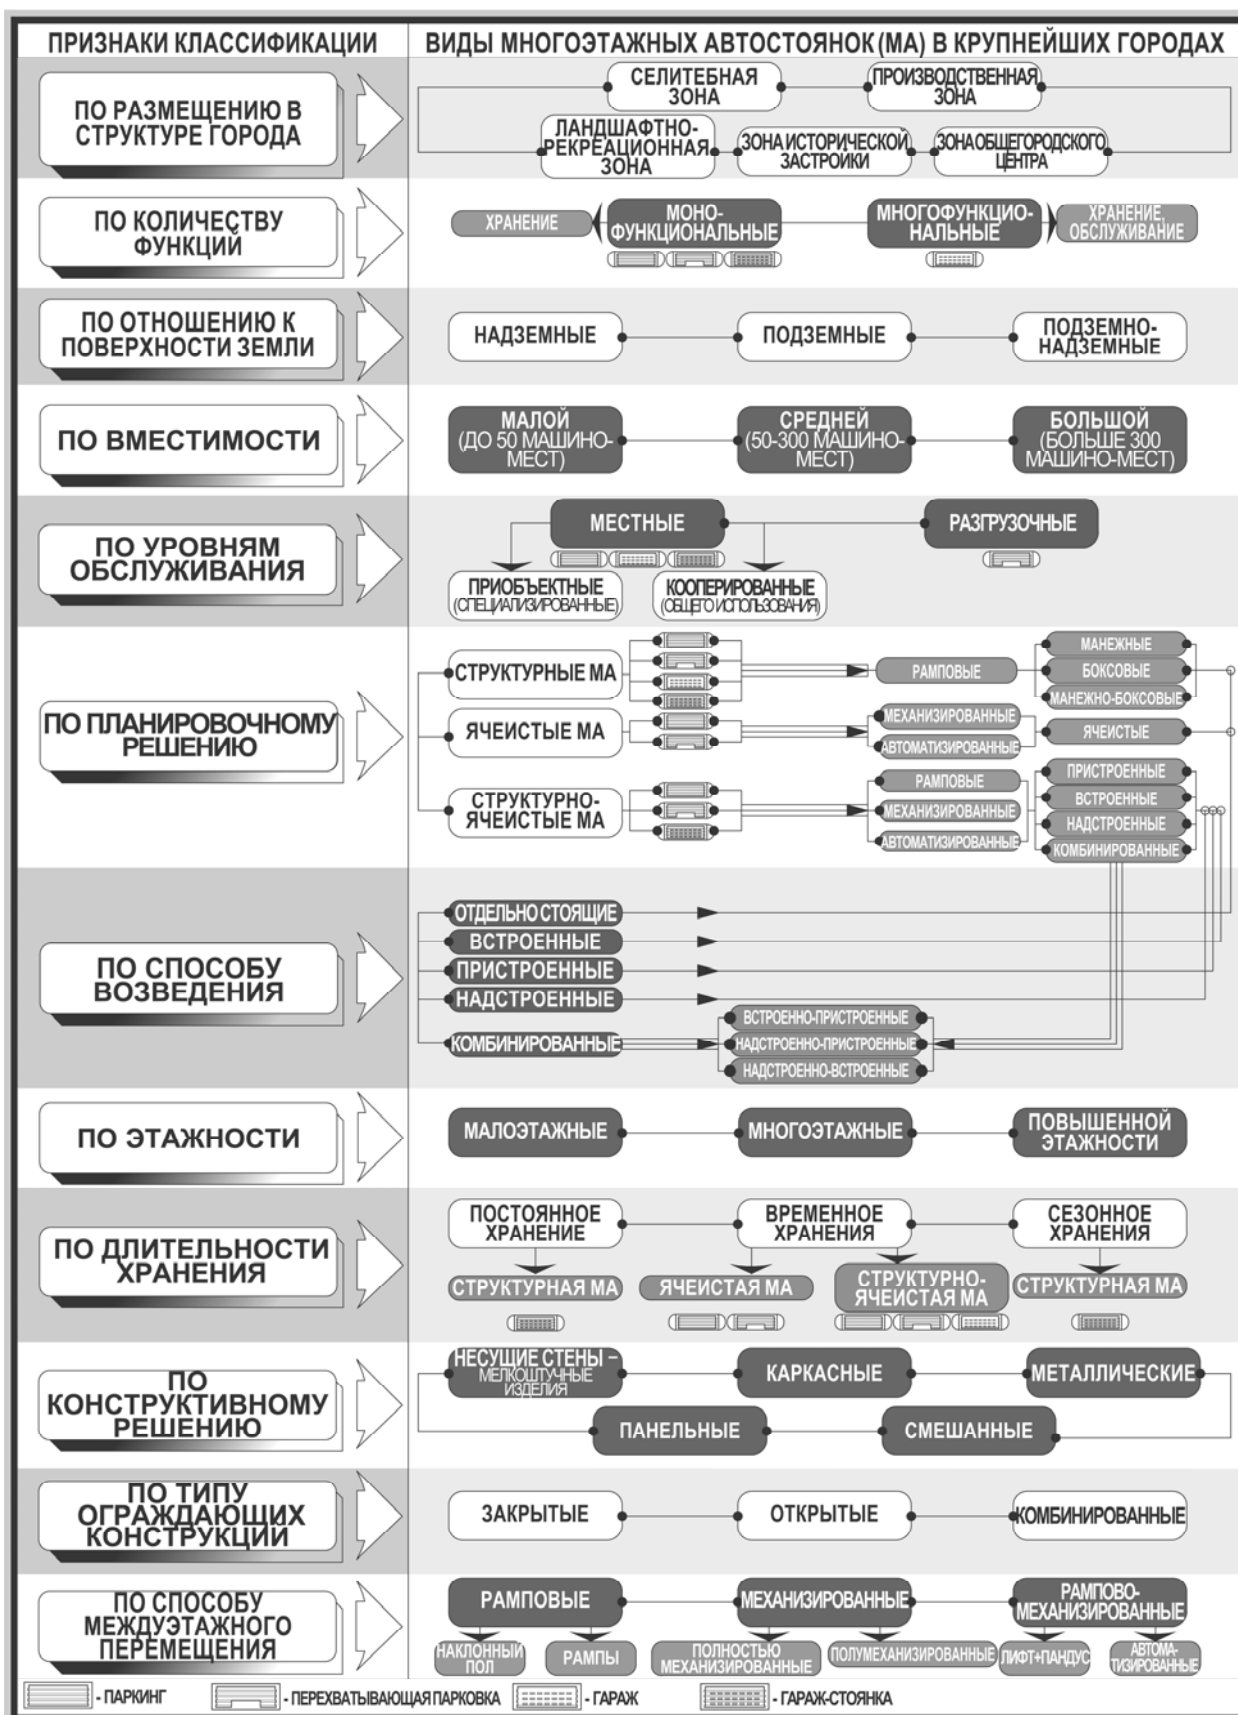 ПРИЗНАКИ КЛАССИФИКАЦИИ
ВИДЫ МНОГОЭТАЖНЫХ АВТОСТОЯНОК (МА) В КРУПНЕЙШИХ ГОРОДАХ
ПО РАЗМЕЩЕНИЮ В
СТРУКТУРЕ ГОРОДА
СЕЛИТЕБНАЯ
ЗОНА
ПРОИЗВОДСТВЕННАЯ
ЗОНА
ЛАНДШАФТНО-
РЕКРЕАЦИОННАЯ
ЗОНА
ЗОНА ИСТОРИЧЕСКОЙ
ЗАСТРОЙКИ
ЗОНА ОБЩЕГОРОДСКОГО
ЦЕНТРА
ПО КОЛИЧЕСТВУ
ФУНКЦИЙ
ХРАНЕНИЕ
МОНО-
ФУНКЦИОНАЛЬНЫЕ
МНОГОФУНКЦИО-
НАЛЬНЫЕ
ХРАНЕНИЕ,
ОБСЛУЖИВАНИЕ
ПО ОТНОШЕНИЮ К
ПОВЕРХНОСТИ ЗЕМЛИ
НАДЗЕМНЫЕ
ПОДЗЕМНЫЕ
ПОДЗЕМНО-
НАДЗЕМНЫЕ
ПО ВМЕСТИМОСТИ
МАЛОЙ
(ДО 50 МАШИНО-
МЕСТ)
СРЕДНЕЙ
(50-300 МАШИНО-
МЕСТ)
БОЛЬШОЙ
(БОЛЬШЕ 300
МАШИНО-МЕСТ)
ПО УРОВНЯМ
ОБСЛУЖИВАНИЯ
МЕСТНЫЕ
РАЗГРУЗОЧНЫЕ
ПРИОБЪЕКТНЫЕ
(СПЕЦИАЛИЗИРОВАННЫЕ)
КООПЕРИРОВАННЫЕ
(ОБЩЕГО ИСПОЛЬЗОВАНИЯ)
ПО ПЛАНИРОВОЧНОМУ
РЕШЕНИЮ
СТРУКТУРНЫЕ МА
РАМПОВЫЕ
МАНЕЖНЫЕ
БОКСОВЫЕ
МАНЕЖНО-БОКСОВЫЕ
ЯЧЕИСТЫЕ МА
МЕХАНИЗИРОВАННЫЕ
АВТОМАТИЗИРОВАННЫЕ
ЯЧЕИСТЫЕ
СТРУКТУРНО-
ЯЧЕИСТЫЕ МА
РАМПОВЫЕ
МЕХАНИЗИРОВАННЫЕ
АВТОМАТИЗИРОВАННЫЕ
ПРИСТРОЕННЫЕ
ВСТРОЕННЫЕ
НАДСТРОЕННЫЕ
КОМБИНИРОВАННЫЕ
ПО СПОСОБУ
ВОЗВЕДЕНИЯ
ОТДЕЛЬНО СТОЯЩИЕ
ВСТРОЕННЫЕ
ПРИСТРОЕННЫЕ
НАДСТРОЕННЫЕ
КОМБИНИРОВАННЫЕ
ВСТРОЕННО-ПРИСТРОЕННЫЕ
НАДСТРОЕННО-ПРИСТРОЕННЫЕ
НАДСТРОЕННО-ВСТРОЕННЫЕ
ПО ЭТАЖНОСТИ
МАЛОЭТАЖНЫЕ
МНОГОЭТАЖНЫЕ
ПОВЫШЕННОЙ
ЭТАЖНОСТИ
ПО ДЛИТЕЛЬНОСТИ
ХРАНЕНИЯ
ПОСТОЯННОЕ
ХРАНЕНИЕ
ВРЕМЕННОЕ
ХРАНЕНИЯ
СЕЗОННОЕ
ХРАНЕНИЯ
СТРУКТУРНАЯ МА
ЯЧЕИСТАЯ МА
СТРУКТУРНО-
ЯЧЕИСТАЯ МА
СТРУКТУРНАЯ МА
ПО
КОНСТРУКТИВНОМУ
РЕШЕНИЮ
НЕСУЩИЕ СТЕНЫ –
МЕЛКОШТУЧНЫЕ
ИЗДЕЛИЯ
КАРКАСНЫЕ
МЕТАЛЛИЧЕСКИЕ
ПАНЕЛЬНЫЕ
СМЕШАННЫЕ
ПО ТИПУ
ОГРАЖДАЮЩИХ
КОНСТРУКЦИЙ
ЗАКРЫТЫЕ
ОТКРЫТЫЕ
КОМБИНИРОВАННЫЕ
ПО СПОСОБУ
МЕЖДУЭТАЖНОГО
ПЕРЕМЕЩЕНИЯ
РАМПОВЫЕ
МЕХАНИЗИРОВАННЫЕ
РАМПОВО-
МЕХАНИЗИРОВАННЫЕ
НАКЛОННЫЙ
ПОЛ
РАМПЫ
ПОЛНОСТЬЮ
МЕХАНИЗИРОВАННЫЕ
ПОЛУМЕХАНИЗИРОВАННЫЕ
ЛИФТ+ПАНДУС
АВТОМА-
ТИЗИРОВАННЫЕ
- ПАРКИНГ
- ПЕРЕХВАТЫВАЮЩАЯ ПАРКОВКА
- ГАРАЖ
- ГАРАЖ-СТОЯНКА